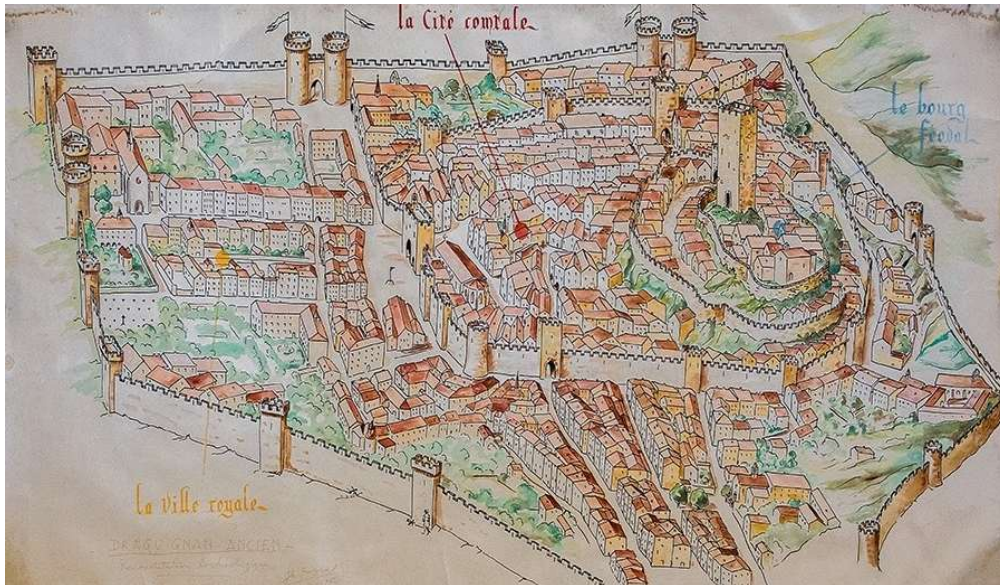 la Cité comtale
le bourg
féodal
la Ville royale
DRAGUIGNAN ANCIEN